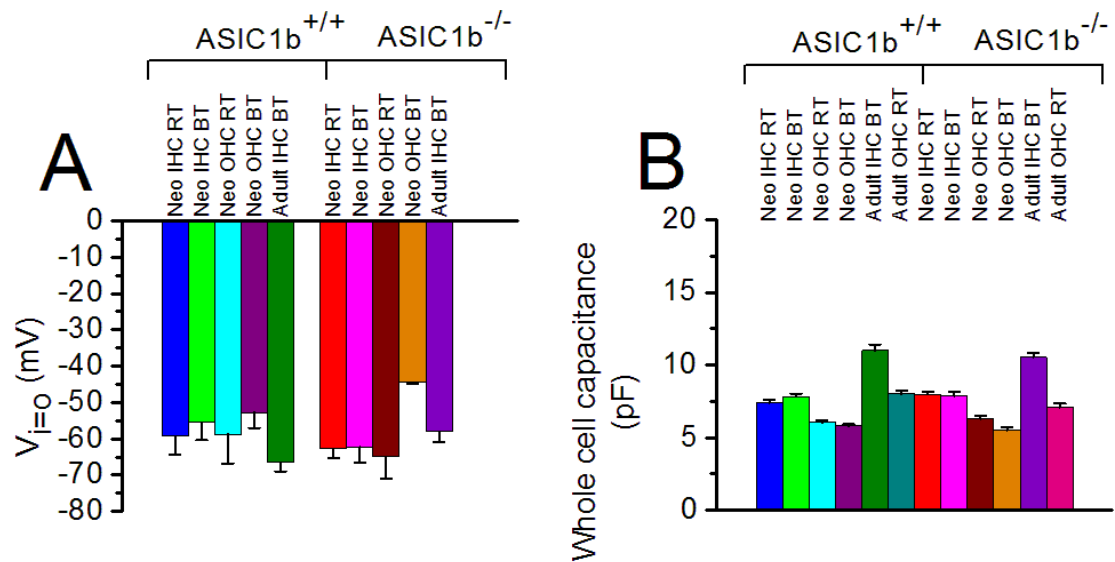 A
ASIC1b+/+
ASIC1b-/-
Neo IHC RT
Neo IHC BT
Neo OHC RT
Neo OHC BT
Adult IHC BT
Neo IHC RT
Neo IHC BT
Neo OHC RT
Neo OHC BT
Adult IHC BT
0
-10
-20
-30
-40
-50
-60
-70
-80
Vi=o (mV)
B
ASIC1b+/+
ASIC1b-/-
Neo IHC RT
Neo IHC BT
Neo OHC RT
Neo OHC BT
Adult IHC BT
Adult OHC RT
Neo IHC RT
Neo IHC BT
Neo OHC RT
Neo OHC BT
Adult IHC BT
Adult OHC RT
20
15
10
5
0
Whole cell capacitance
(pF)